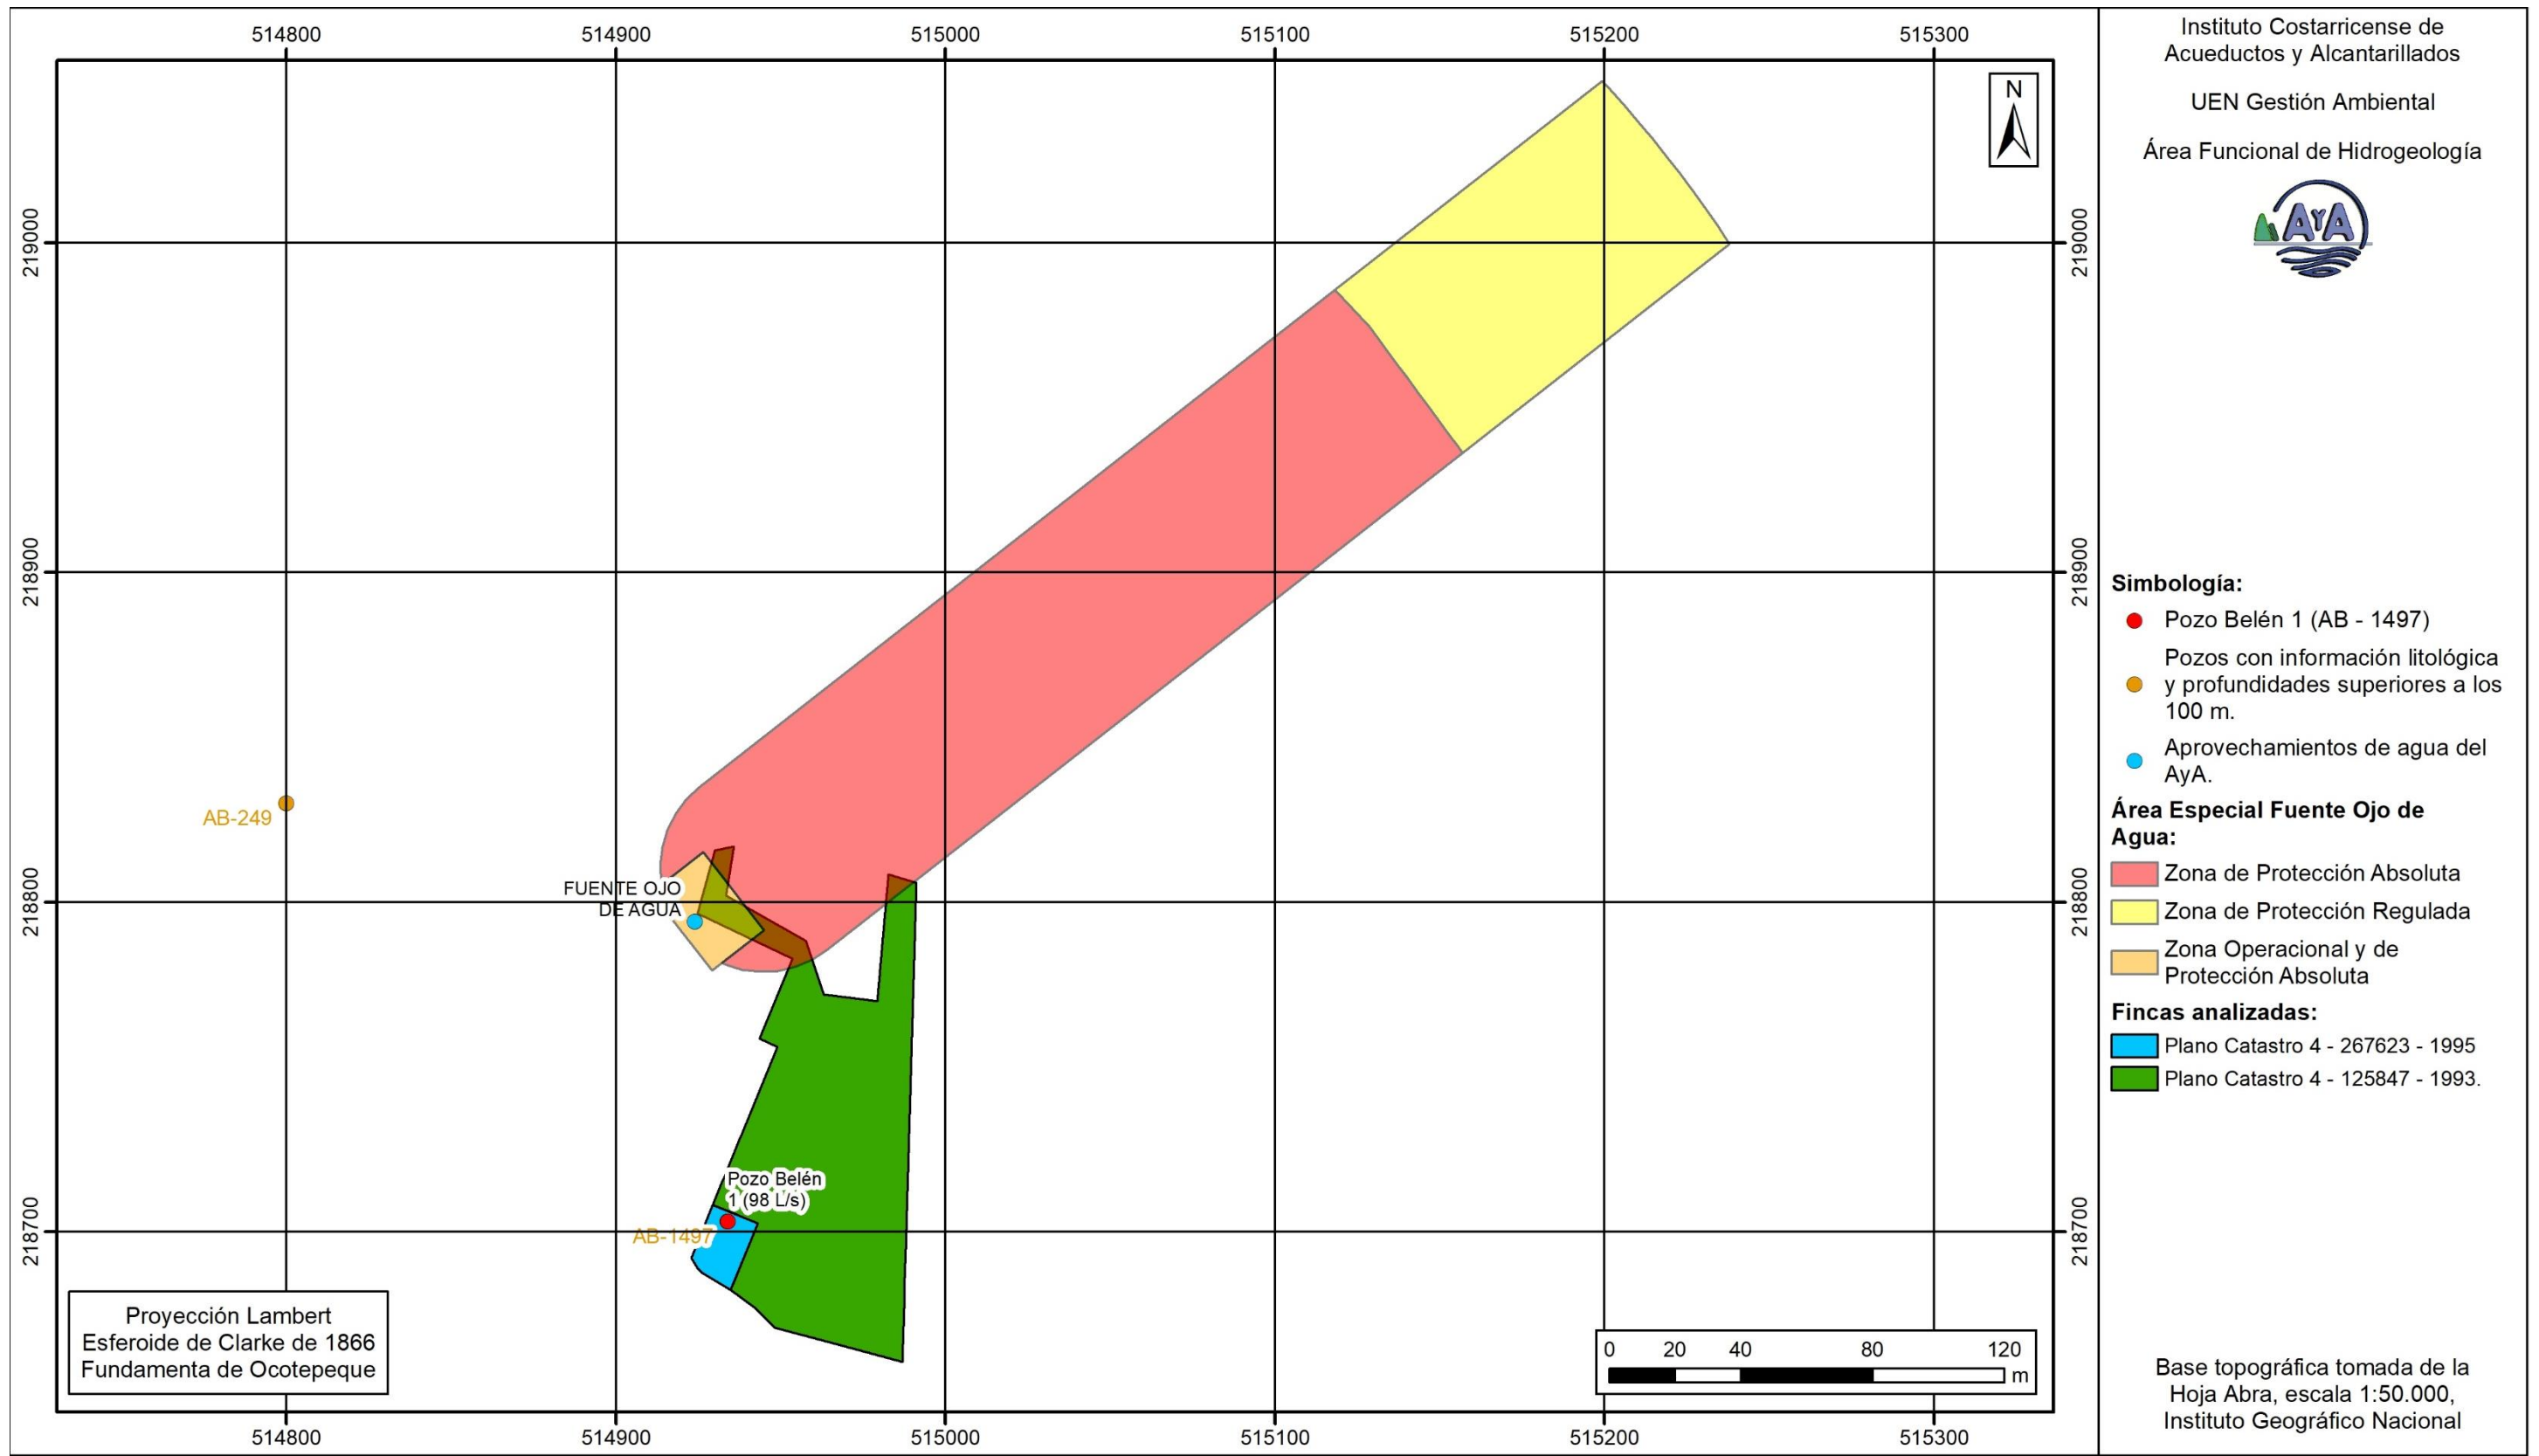 514800
514900
515000
515100
515200
515300
219000
218900
218800
218700
219000
218900
218800
218700
N
AB-249
FUENTE OJO
DE AGUA
Pozo Belén
1 (98 L/s)
AB-1497
Proyección Lambert
Esferoide de Clarke de 1866
Fundamenta de Ocotepeque
0 20 40 80 120
m
514800
514900
515000
515100
515200
515300
Instituto Costarricense de
Acueductos y Alcantarillados
UEN Gestión Ambiental
Área Funcional de Hidrogeología
AYA
Simbología:
Pozo Belén 1 (AB - 1497)
Pozos con información litológica
y profundidades superiores a los
100 m.
Aprovechamientos de agua del
AyA.
Área Especial Fuente Ojo de
Agua:
Zona de Protección Absoluta
Zona de Protección Regulada
Zona Operacional y de
Protección Absoluta
Fincas analizadas:
Plano Catastro 4 - 267623 - 1995
Plano Catastro 4 - 125847 - 1993.
Base topográfica tomada de la
Hoja Abra, escala 1:50.000,
Instituto Geográfico Nacional